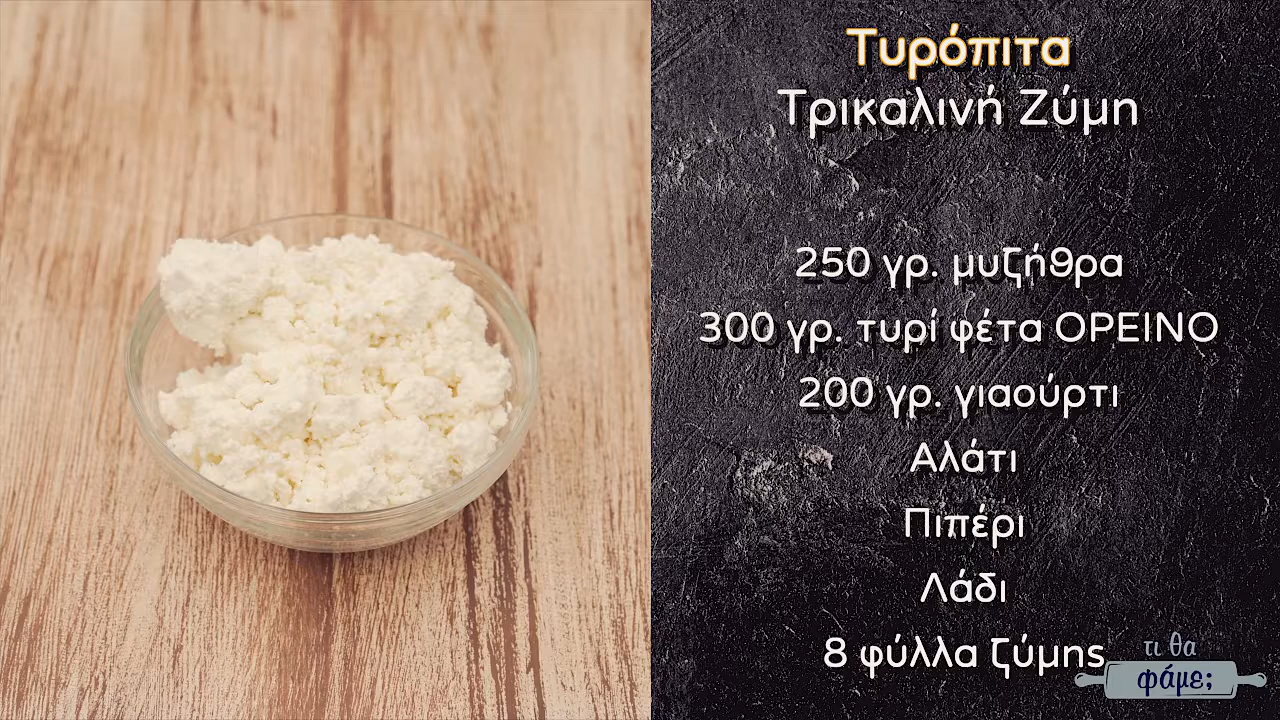 Τυρόπιτα
Τρικαλινή Ζύμη
250 γρ. μυζήθρα
300 γρ. τυρί φέτα ΟΡΕΙΝΟ
200 γρ. γιαούρτι
Αλάτι
Πιπέρι
Λάδι
8 φύλλα ζύμης
τι θα
φάμε;